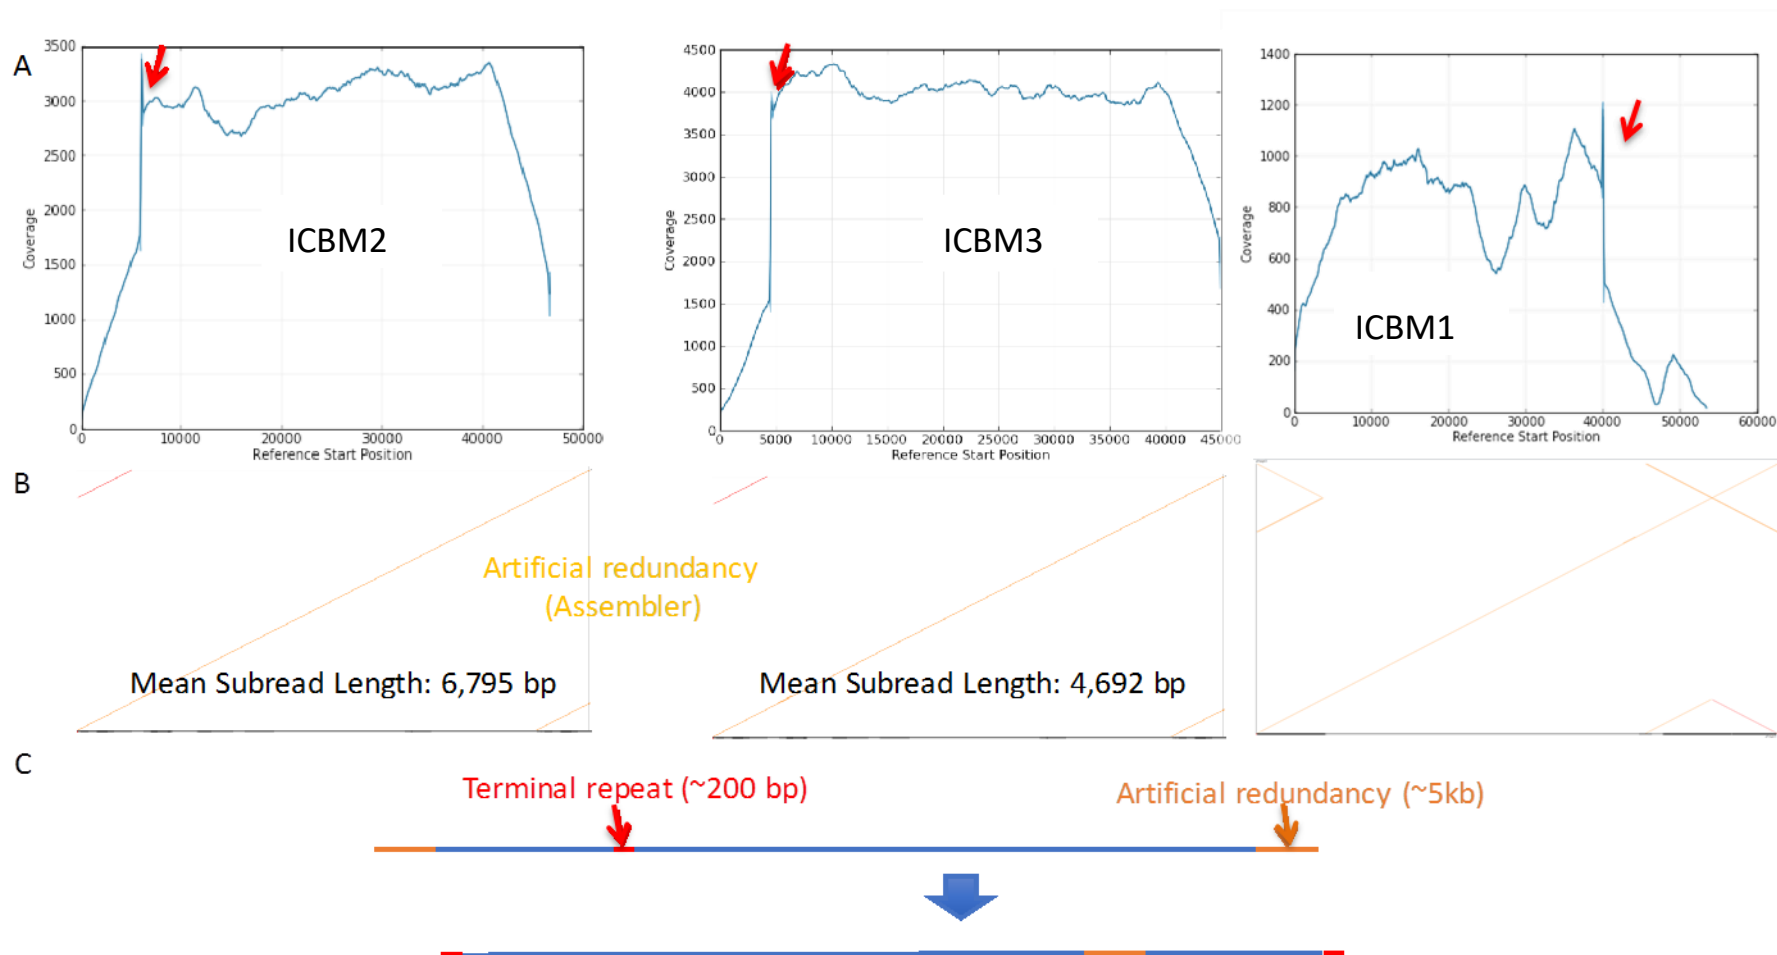 A
3500
3000
2500
2000
1500
1000
500
0
Coverage
ICBM2
0 10000 20000 30000 40000 50000
Reference Start Position
4500
4000
3500
3000
2500
2000
1500
1000
500
0
Coverage
ICBM3
0 5000 10000 15000 20000 25000 30000 35000 40000 45000
Reference Start Position
1400
1200
1000
800
600
400
200
0
Coverage
ICBM1
0 10000 20000 30000 40000 50000 60000
Reference Start Position
B
Artificial redundancy
(Assembler)
Mean Subread Length: 6,795 bp
Mean Subread Length: 4,692 bp
C
Terminal repeat (~200 bp)
Artificial redundancy (~5kb)